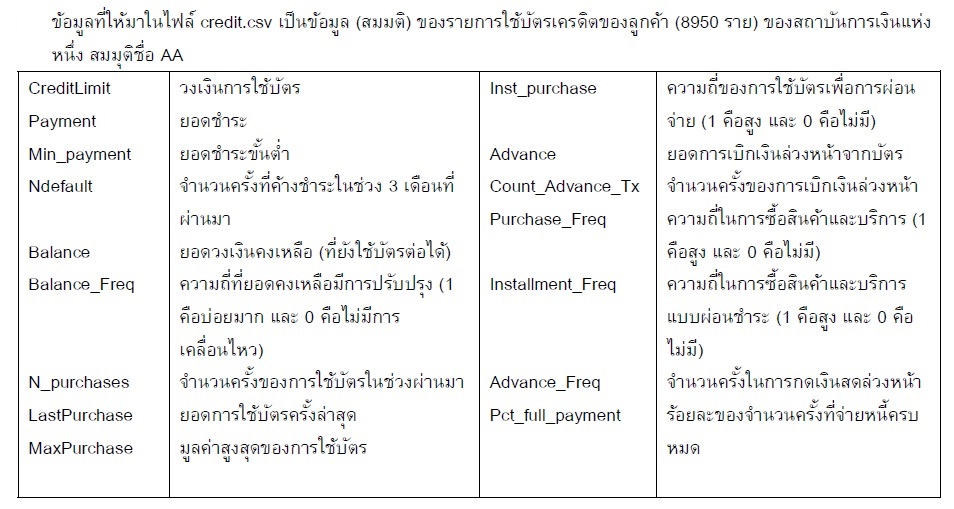 ข้อมูลที่ให้มาในไฟล์ credit.csv เป็นข้อมูล (สมมติ) ของรายการใช้บัตรเครดิตของลูกค้า (8950 ราย) ของสถาบันการเงินแห่ง
หนึ่ง สมมุติชื่อ AA
CreditLimit วงเงินการใช้บัตร
Payment ยอดชำระ
Min_payment ยอดชำระขั้นต่ำ
Ndefault จำนวนครั้งที่ค้างชำระในช่วง 3 เดือนที่
ผ่านมา
Balance ยอดวงเงินคงเหลือ (ที่ยังใช้บัตรต่อได้)
Balance_Freq ความถี่ที่ยอดคงเหลือมีการปรับปรุง (1
คือบ่อยมาก และ 0 คือไม่มีการ
เคลื่อนไหว)
N_purchases จำนวนครั้งของการใช้บัตรในช่วงผ่านมา
LastPurchase ยอดการใช้บัตรครั้งล่าสุด
MaxPurchase มูลค่าสูงสุดของการใช้บัตร
Inst_purchase ความถี่ของการใช้บัตรเพื่อการผ่อน
จ่าย (1 คือสูง และ 0 คือไม่มี)
Advance ยอดการเบิกเงินล่วงหน้าจากบัตร
Count_Advance_Tx จำนวนครั้งของการเบิกเงินล่วงหน้า
Purchase_Freq ความถี่ในการซื้อสินค้าและบริการ (1
คือสูง และ 0 คือไม่มี)
Installment_Freq ความถี่ในการซื้อสินค้าและบริการ
แบบผ่อนชำระ (1 คือสูง และ 0 คือ
ไม่มี)
Advance_Freq จำนวนครั้งในการกดเงินสดล่วงหน้า
Pct_full_payment ร้อยละของจำนวนครั้งที่จ่ายหนี้ครบ
หมด